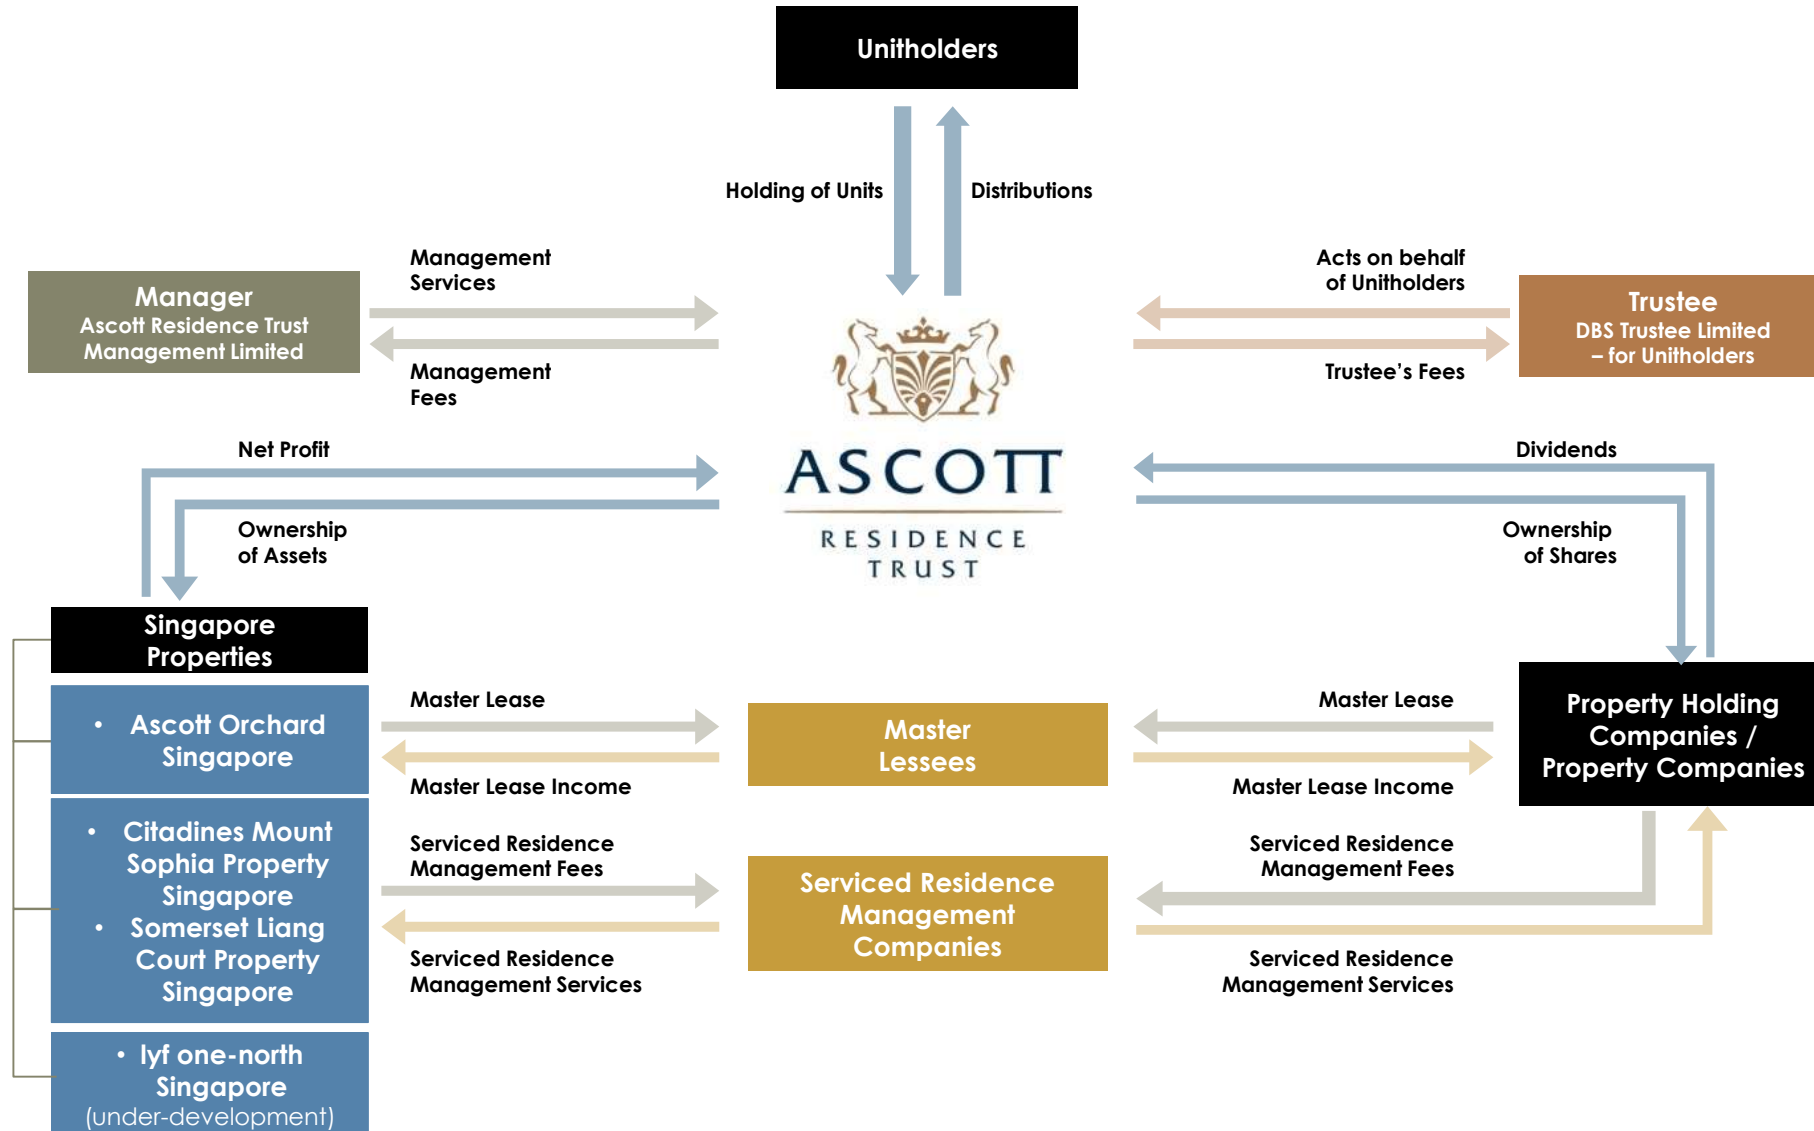 Unitholders
Holding of Units
Distributions
Management
Services
Acts on behalf
of Unitholders
Manager
Ascott Residence Trust
Management Limited
Trustee
DBS Trustee Limited
– for Unitholders
Management
Fees
Trustee’s Fees
ASCOTT
RESIDENCE
TRUST
Net Profit
Dividends
Ownership
of Assets
Ownership
of Shares
Singapore
Properties
• Ascott Orchard
Singapore
Master Lease
Master
Lessees
Master Lease
Property Holding
Companies /
Property Companies
Master Lease Income
Master Lease Income
• Citadines Mount
Sophia Property
Singapore
• Somerset Liang
Court Property
Singapore
Serviced Residence
Management Fees
Serviced Residence
Management
Companies
Serviced Residence
Management Fees
Serviced Residence
Management Services
Serviced Residence
Management Services
• lyf one-north
Singapore
(under-development)